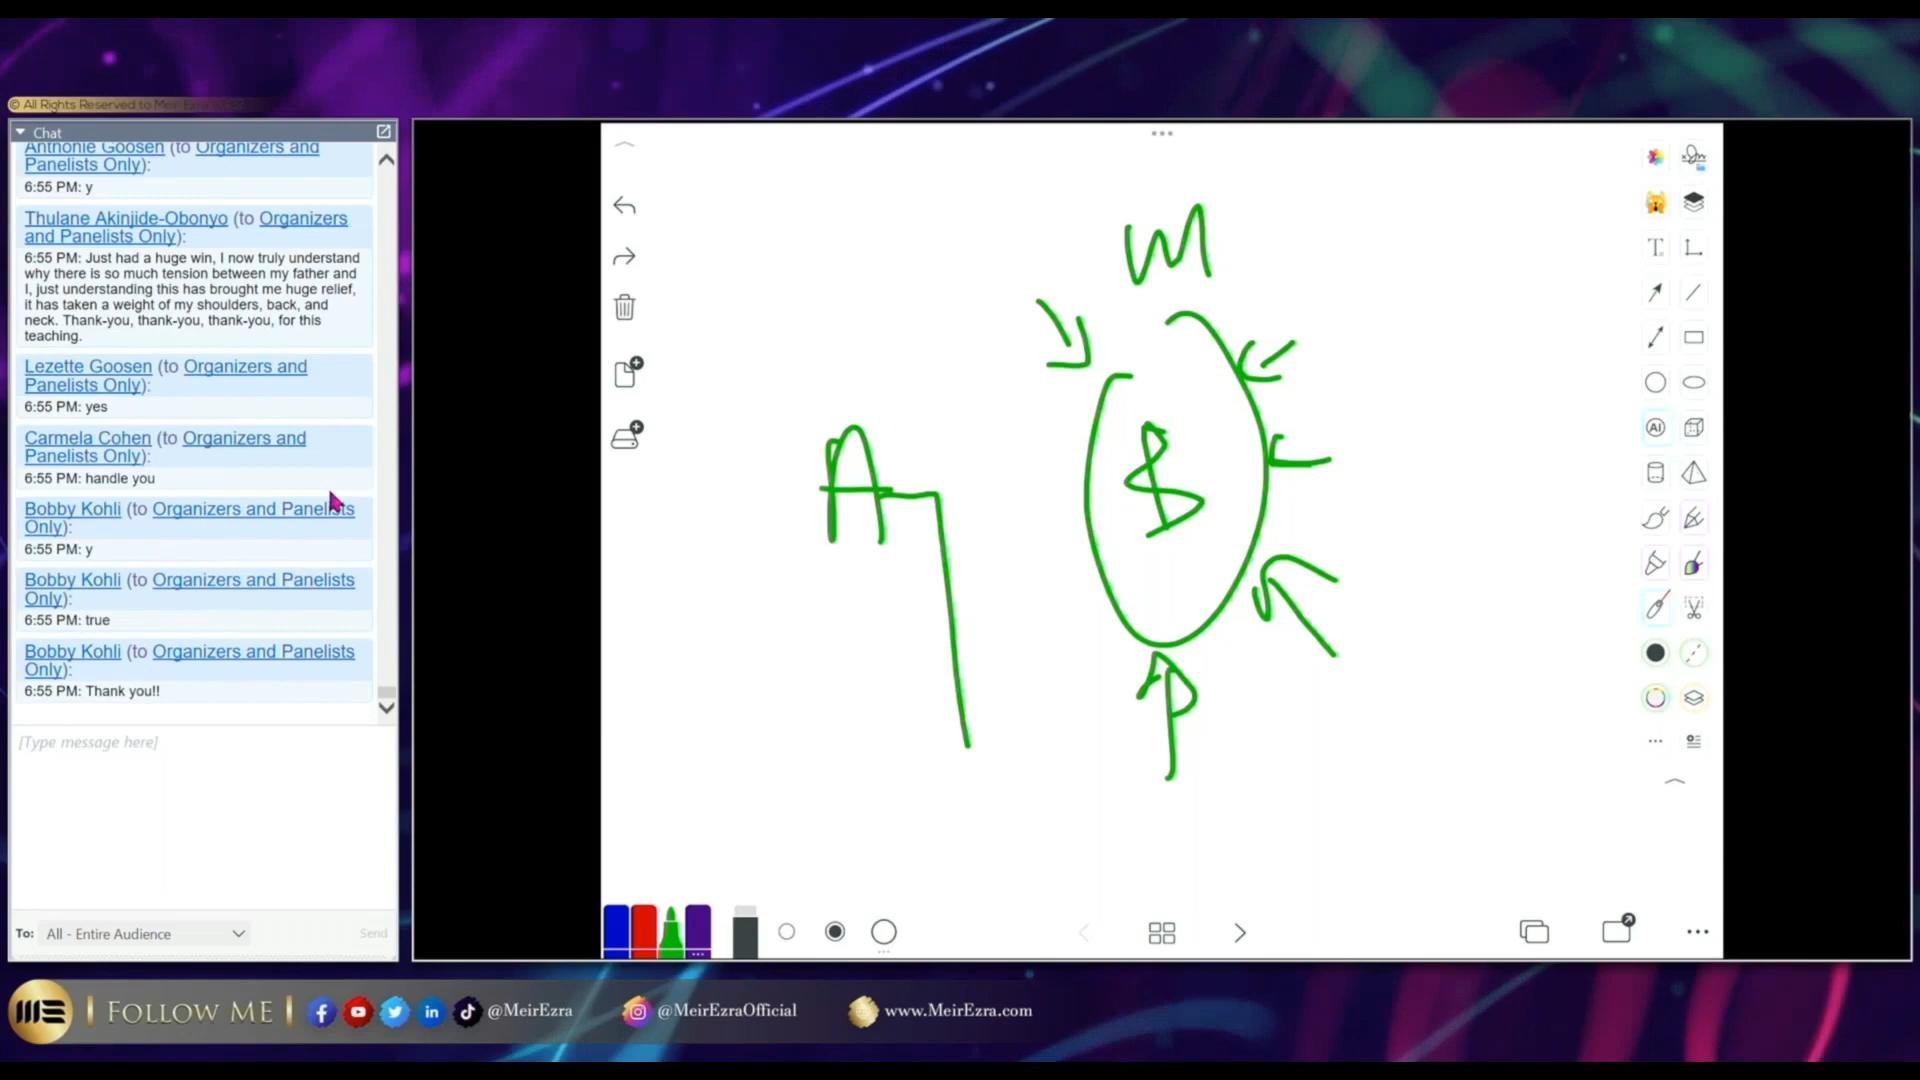 © All Rights Reserved to Meir Ezra
Chat
Anthonie Goosen (to Organizers and
Panelists Only):
6:55 PM: y
Thulane Akinjide-Obonyo (to Organizers
and Panelists Only):
6:55 PM: Just had a huge win, I now truly understand
why there is so much tension between my father and
I, just understanding this has brought me huge relief,
it has taken a weight of my shoulders, back, and
neck. Thank-you, thank-you, thank-you, for this
teaching.
Lezette Goosen (to Organizers and
Panelists Only):
6:55 PM: yes
Carmela Cohen (to Organizers and
Panelists Only):
6:55 PM: handle you
Bobby Kohli (to Organizers and Panelists
Only):
6:55 PM: y
Bobby Kohli (to Organizers and Panelists
Only):
6:55 PM: true
Bobby Kohli (to Organizers and Panelists
Only):
6:55 PM: Thank you!!
[Type message here]
To: All - Entire Audience
Send
M
A
$
P
AI
FOLLOW ME
@MeirEzra
@MeirEzraOfficial
www.MeirEzra.com